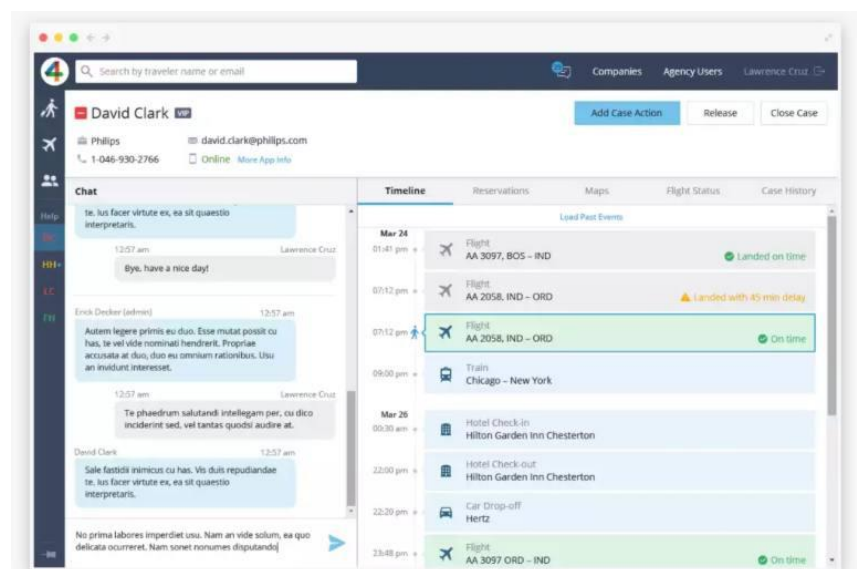 4
Search by traveler name or email
Companies
Agency Users
Lawrence Cruz
David Clark VIP
Philips
david.clark@philips.com
1-046-930-2766
Online More App Info
Add Case Action
Release
Close Case
Help
HH
LC
Chat
te, ius facer virtute ex, ea sit quaestio
interpretaris.
12:57 am
Lawrence Cruz
Bye, have a nice day!
Erick Decker (admin)
12:57 am
Autem legere primis eu duo. Esse mutat possit cu
has, te vel vide nominati hendrerit. Propriae
accusata at duo, duo eu omnium rationibus. Usu
an invidunt interesset.
12:57 am
Lawrence Cruz
Te phaedrum salutandi intellegam per, cu dico
inciderint sed, vel tantas quodsi audire at.
David Clark
12:57 am
Sale fastidii inimicus cu has. Vis duis repudiandae
te, ius facer virtute ex, ea sit quaestio
interpretaris.
No prima labores imperdiet usu. Nam an vide solum, ea quo
delicata ocurreret. Nam sonet nonumes disputando
Timeline
Reservations
Maps
Flight Status
Case History
Load Past Events
Mar 24
01:41 pm
Flight
AA 3097, BOS – IND
Landed on time
07:12 pm
Flight
AA 2058, IND – ORD
Landed with 45 min delay
07:12 pm
Flight
AA 2058, IND – ORD
On time
09:00 pm
Train
Chicago – New York
Mar 26
00:30 am
Hotel Check-in
Hilton Garden Inn Chesterton
22:00 pm
Hotel Check-out
Hilton Garden Inn Chesterton
22:20 pm
Car Drop-off
Hertz
23:48 pm
Flight
AA 3097 ORD – IND
On time